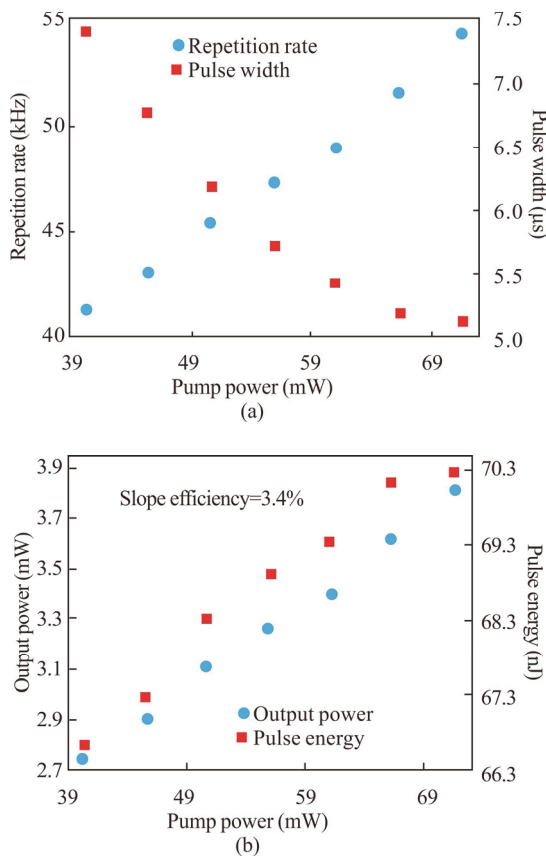 55
50
45
40
Repetition rate (kHz)
Repetition rate
Pulse width
7.5
7.0
6.5
6.0
5.5
5.0
Pulse width (μs)
39 49 59 69
Pump power (mW)
(a)
3.9
3.7
3.5
3.3
3.1
2.9
2.7
Output power (mW)
Slope efficiency=3.4%
Output power
Pulse energy
70.3
69.3
68.3
67.3
66.3
Pulse energy (nJ)
39 49 59 69
Pump power (mW)
(b)